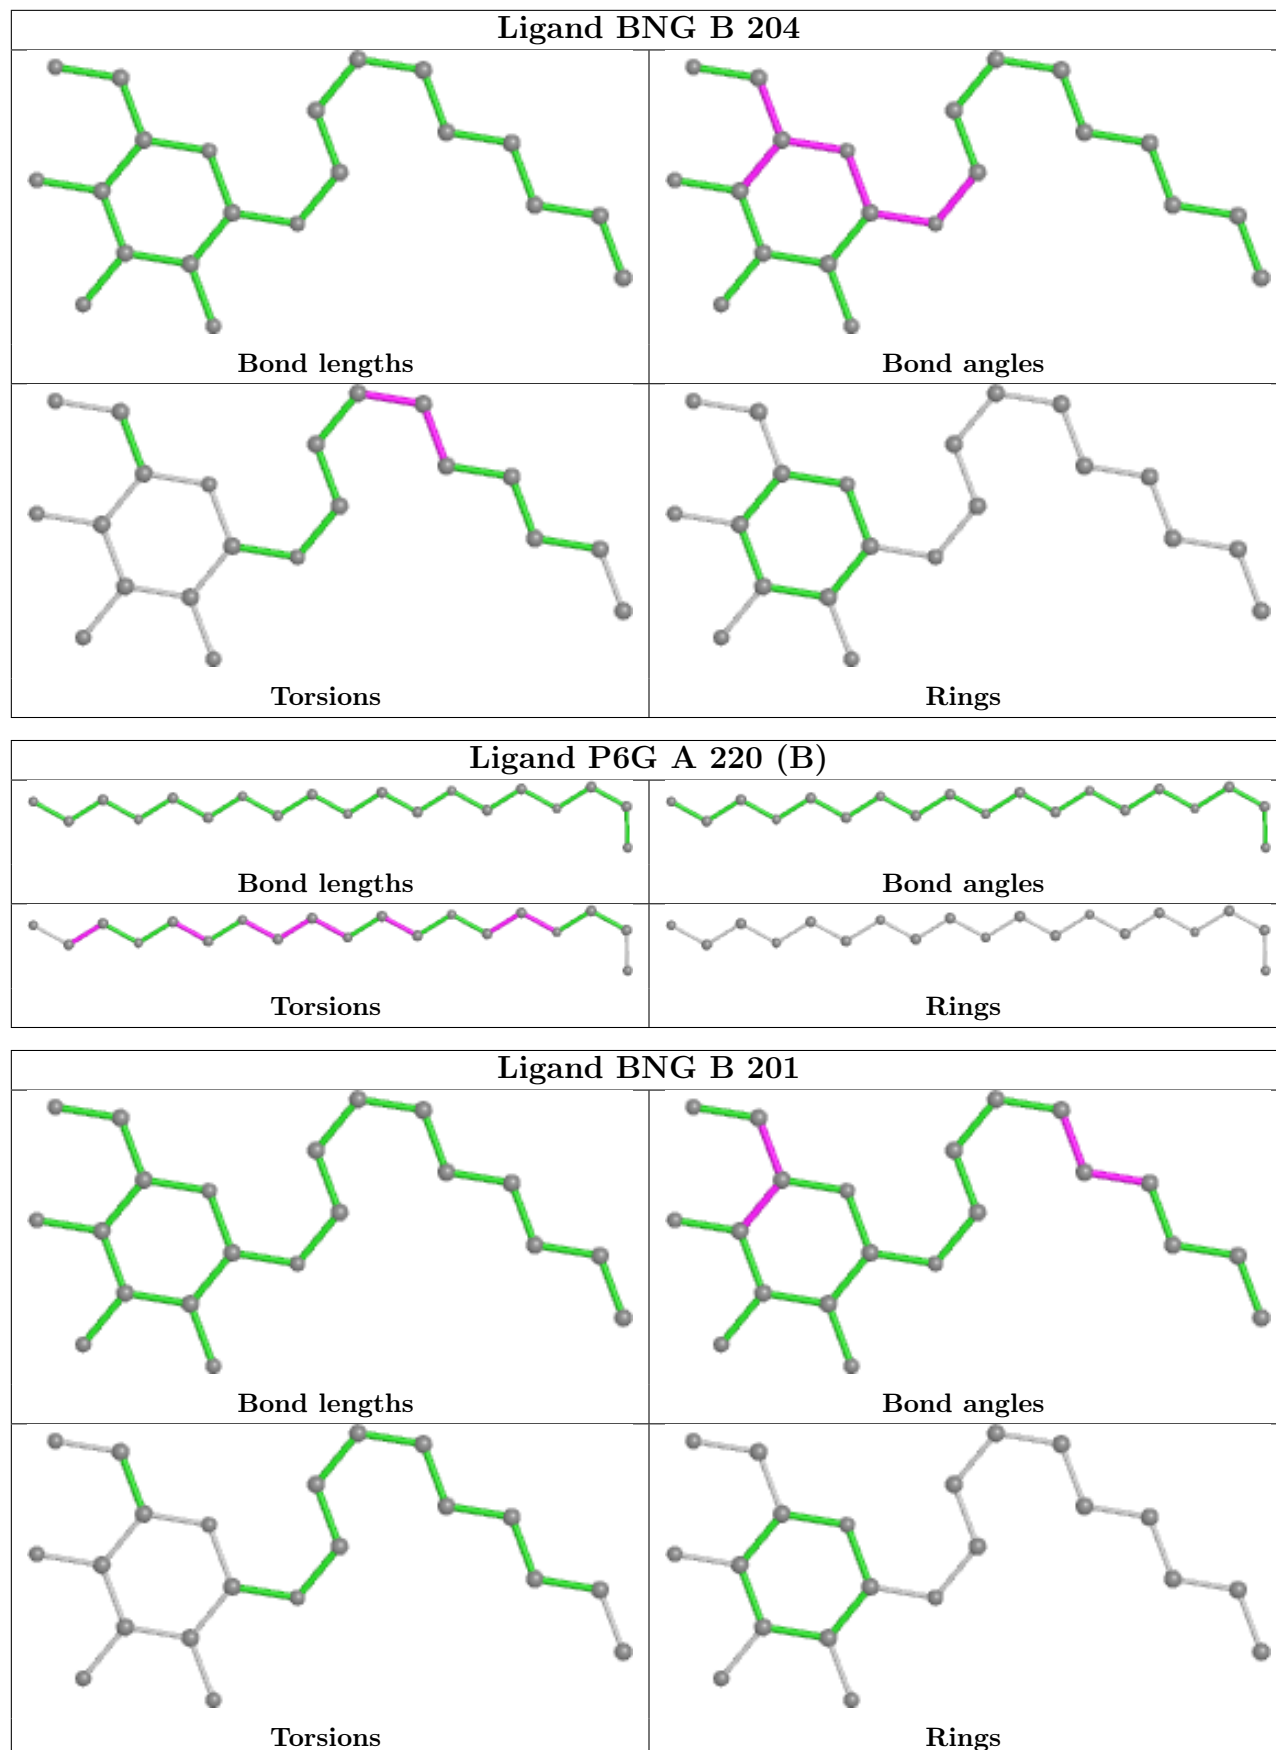 Ligand BNG B 204
Bond lengths
Bond angles
Torsions
Rings
Ligand P6G A 220 (B)
Bond lengths
Bond angles
Torsions
Rings
Ligand BNG B 201
Bond lengths
Bond angles
Torsions
Rings